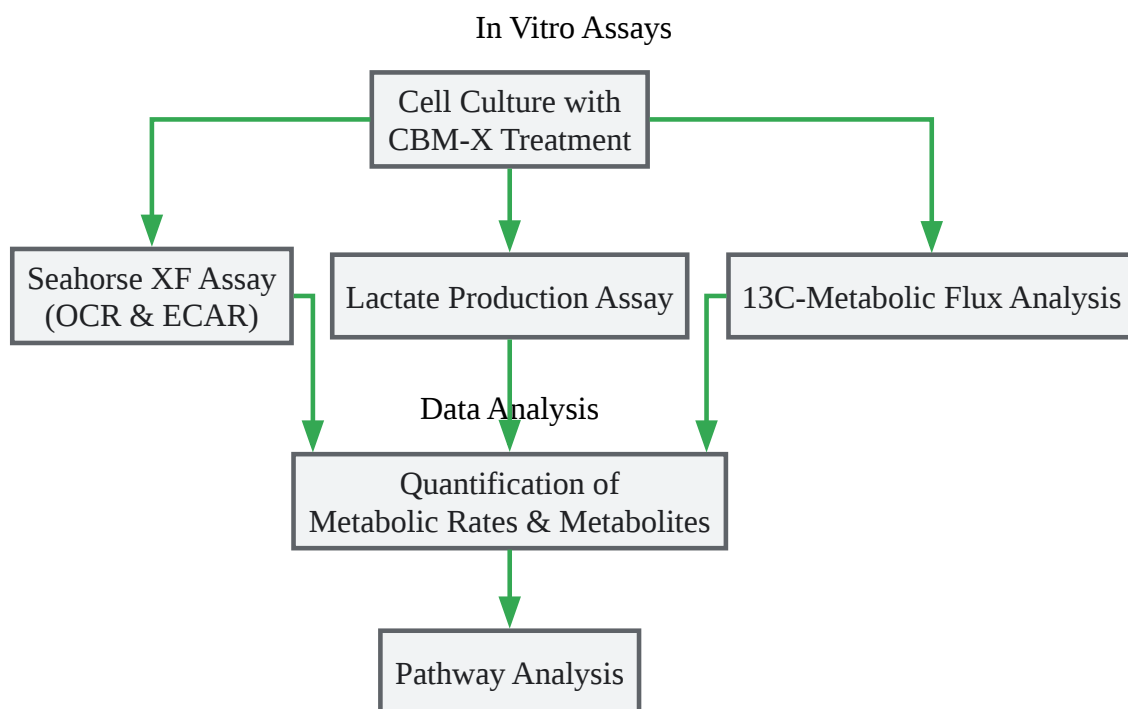 In Vitro Assays
Cell Culture with
CBM-X Treatment
Seahorse XF Assay
(OCR & ECAR)
Lactate Production Assay
13C-Metabolic Flux Analysis
Data Analysis
Quantification of
Metabolic Rates & Metabolites
Pathway Analysis